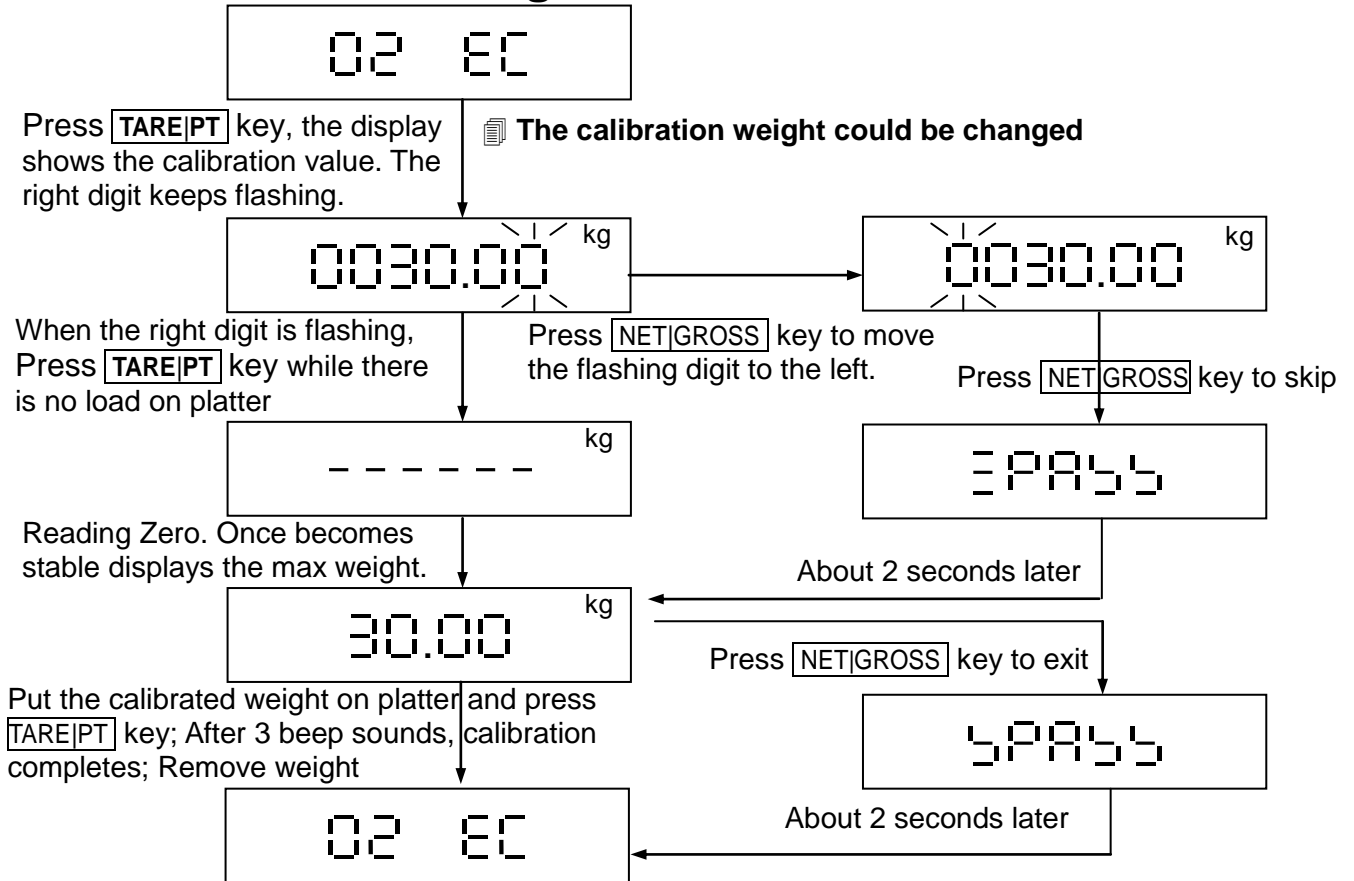 02 EC
Press TARE|PT key, the display
shows the calibration value. The
right digit keeps flashing.
The calibration weight could be changed
0030.00 kg
0030.00 kg
When the right digit is flashing,
Press TARE|PT key while there
is no load on platter
Press NET|GROSS key to move
the flashing digit to the left.
Press NET|GROSS key to skip
------ kg
ΞPASS
Reading Zero. Once becomes
stable displays the max weight.
About 2 seconds later
30.00 kg
Press NET|GROSS key to exit
Put the calibrated weight on platter and press
TARE|PT key; After 3 beep sounds, calibration
completes; Remove weight
SPASS
About 2 seconds later
02 EC